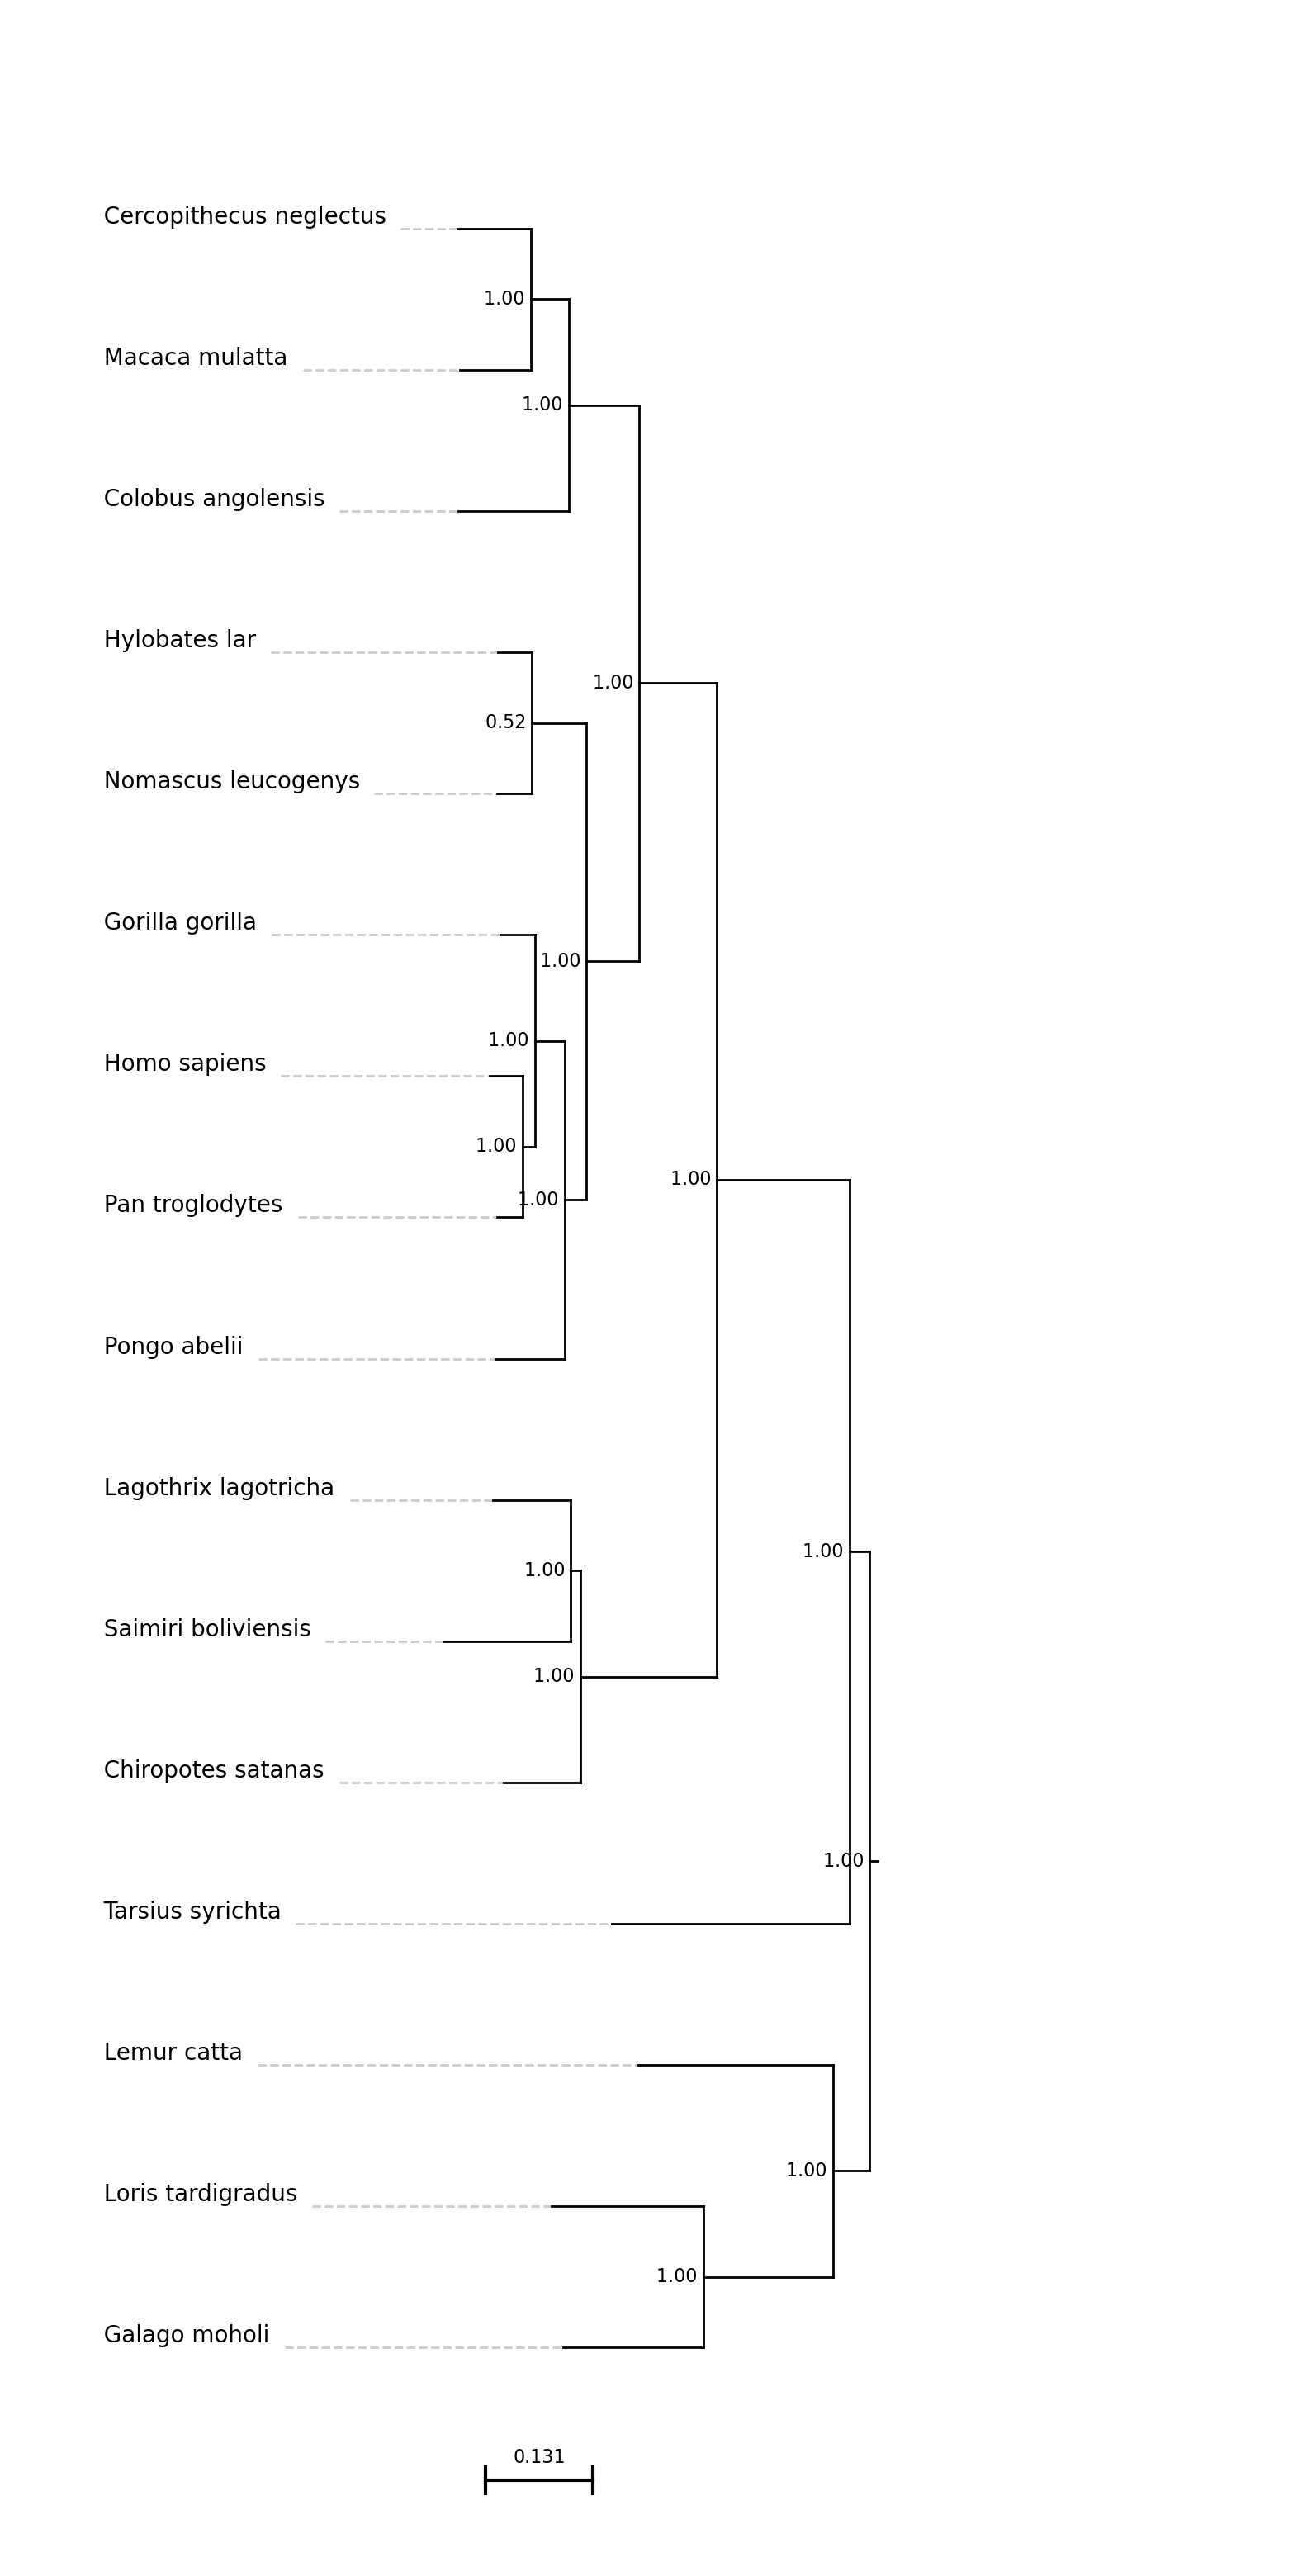 Cercopithecus neglectus
1.00
Macaca mulatta
1.00
Colobus angolensis
Hylobates lar
1.00
0.52
Nomascus leucogenys
Gorilla gorilla
1.00
1.00
Homo sapiens
1.00
1.00
Pan troglodytes
1.00
Pongo abelii
Lagothrix lagotricha
1.00
1.00
Saimiri boliviensis
1.00
Chiropotes satanas
1.00
Tarsius syrichta
Lemur catta
1.00
Loris tardigradus
1.00
Galago moholi
0.131